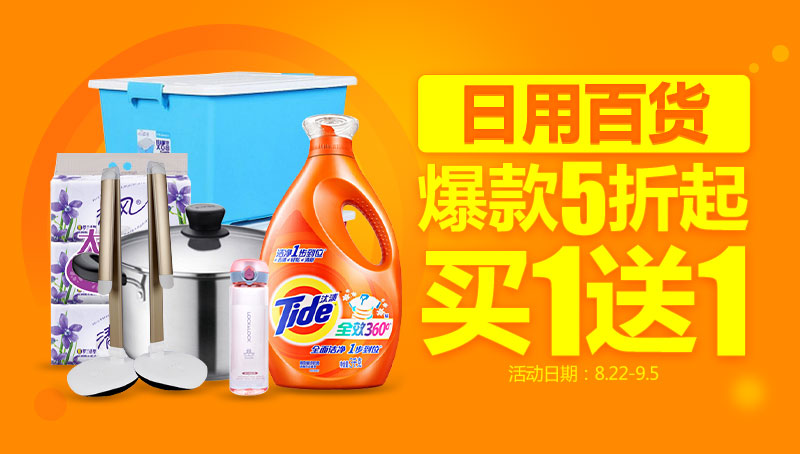 日用百货
爆款5折起
买1送1
活动日期：8.22-9.5
清风
洁净1步到位
Tide 汰渍
全效360°
全面洁净 1步到位